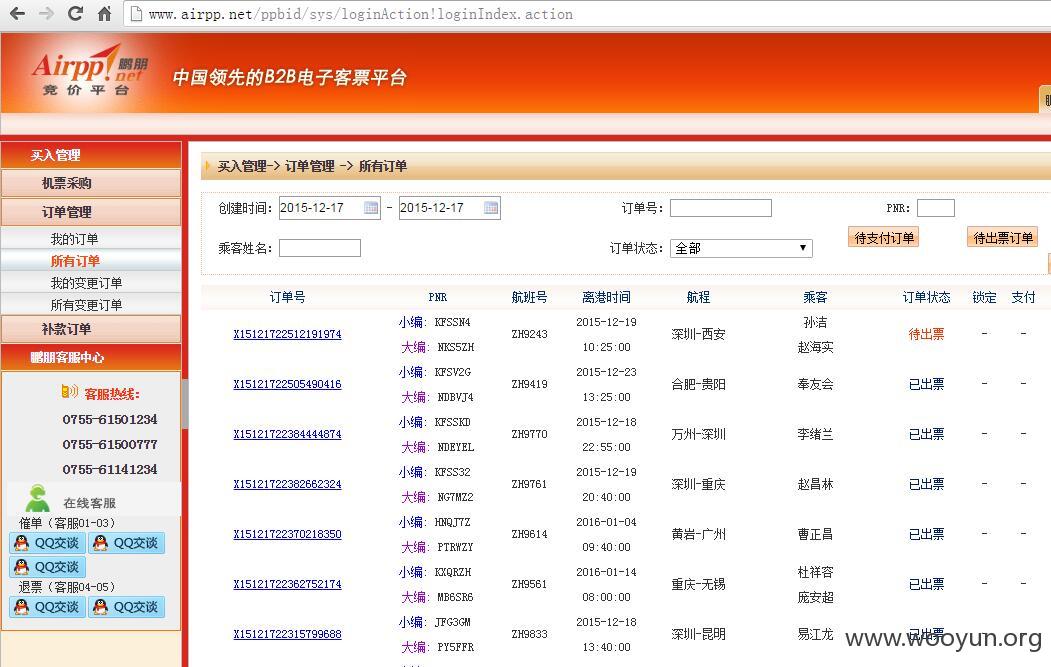 www.airpp.net/ppbid/sys/loginAction!loginIndex.action
Airpp!net 鹏朋
竞价平台
中国领先的B2B电子客票平台
买入管理
机票采购
订单管理
我的订单
所有订单
我的变更订单
所有变更订单
补款订单
鹏朋客服中心
客服热线:
0755-61501234
0755-61500777
0755-61141234
在线客服
催单（客服01-03）
QQ交谈 QQ交谈
QQ交谈
退票（客服04-05）
QQ交谈 QQ交谈
买入管理-> 订单管理 -> 所有订单
创建时间: 2015-12-17 - 2015-12-17 订单号: PNR:
待支付订单 待出票订单
乘客姓名: 订单状态: 全部
订单号 PNR 航班号 离港时间 航程 乘客 订单状态 锁定 支付
X15121722512191974 小编: KFSSN4 大编: NKS5ZH ZH9243 2015-12-19 10:25:00 深圳-西安 孙洁 赵海实 待出票 - -
X15121722505490416 小编: KFSV2G 大编: NDBVJ4 ZH9419 2015-12-23 13:25:00 合肥-贵阳 奉友会 已出票 - -
X15121722384444874 小编: KFSSKD 大编: NDEYEL ZH9770 2015-12-18 22:55:00 万州-深圳 李绪兰 已出票 - -
X15121722382662324 小编: KFSS32 大编: NG7MZ2 ZH9761 2015-12-19 20:40:00 深圳-重庆 赵昌林 已出票 - -
X15121722370218350 小编: HNQJ7Z 大编: PTRWZY ZH9614 2016-01-04 09:40:00 黄岩-广州 曹正昌 已出票 - -
X15121722362752174 小编: KXQRZH 大编: MB6SR6 ZH9561 2016-01-14 08:00:00 重庆-无锡 杜祥容 庞安超 已出票 - -
X15121722315799688 小编: JFG3GM 大编: PY5FFR ZH9833 2015-12-18 13:40:00 深圳-昆明 易江龙 已出票
www.wooyun.org